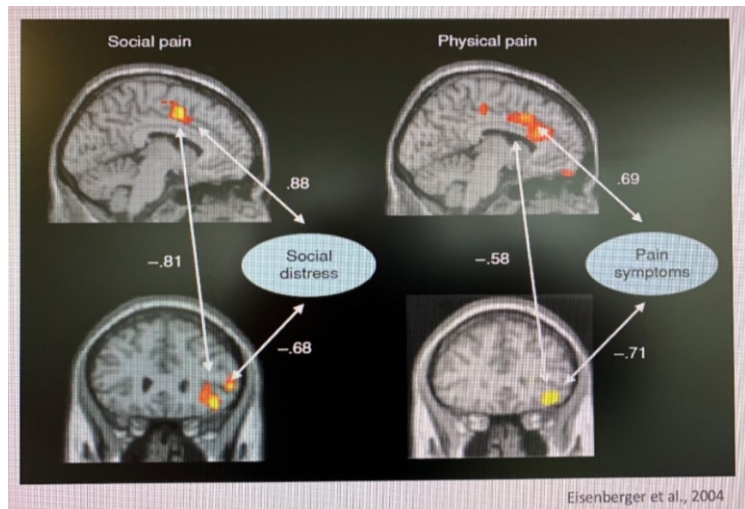 Social pain
Physical pain
.88
.69
–.81
Social
distress
–.58
Pain
symptoms
–.68
–.71
Eisenberger et al., 2004